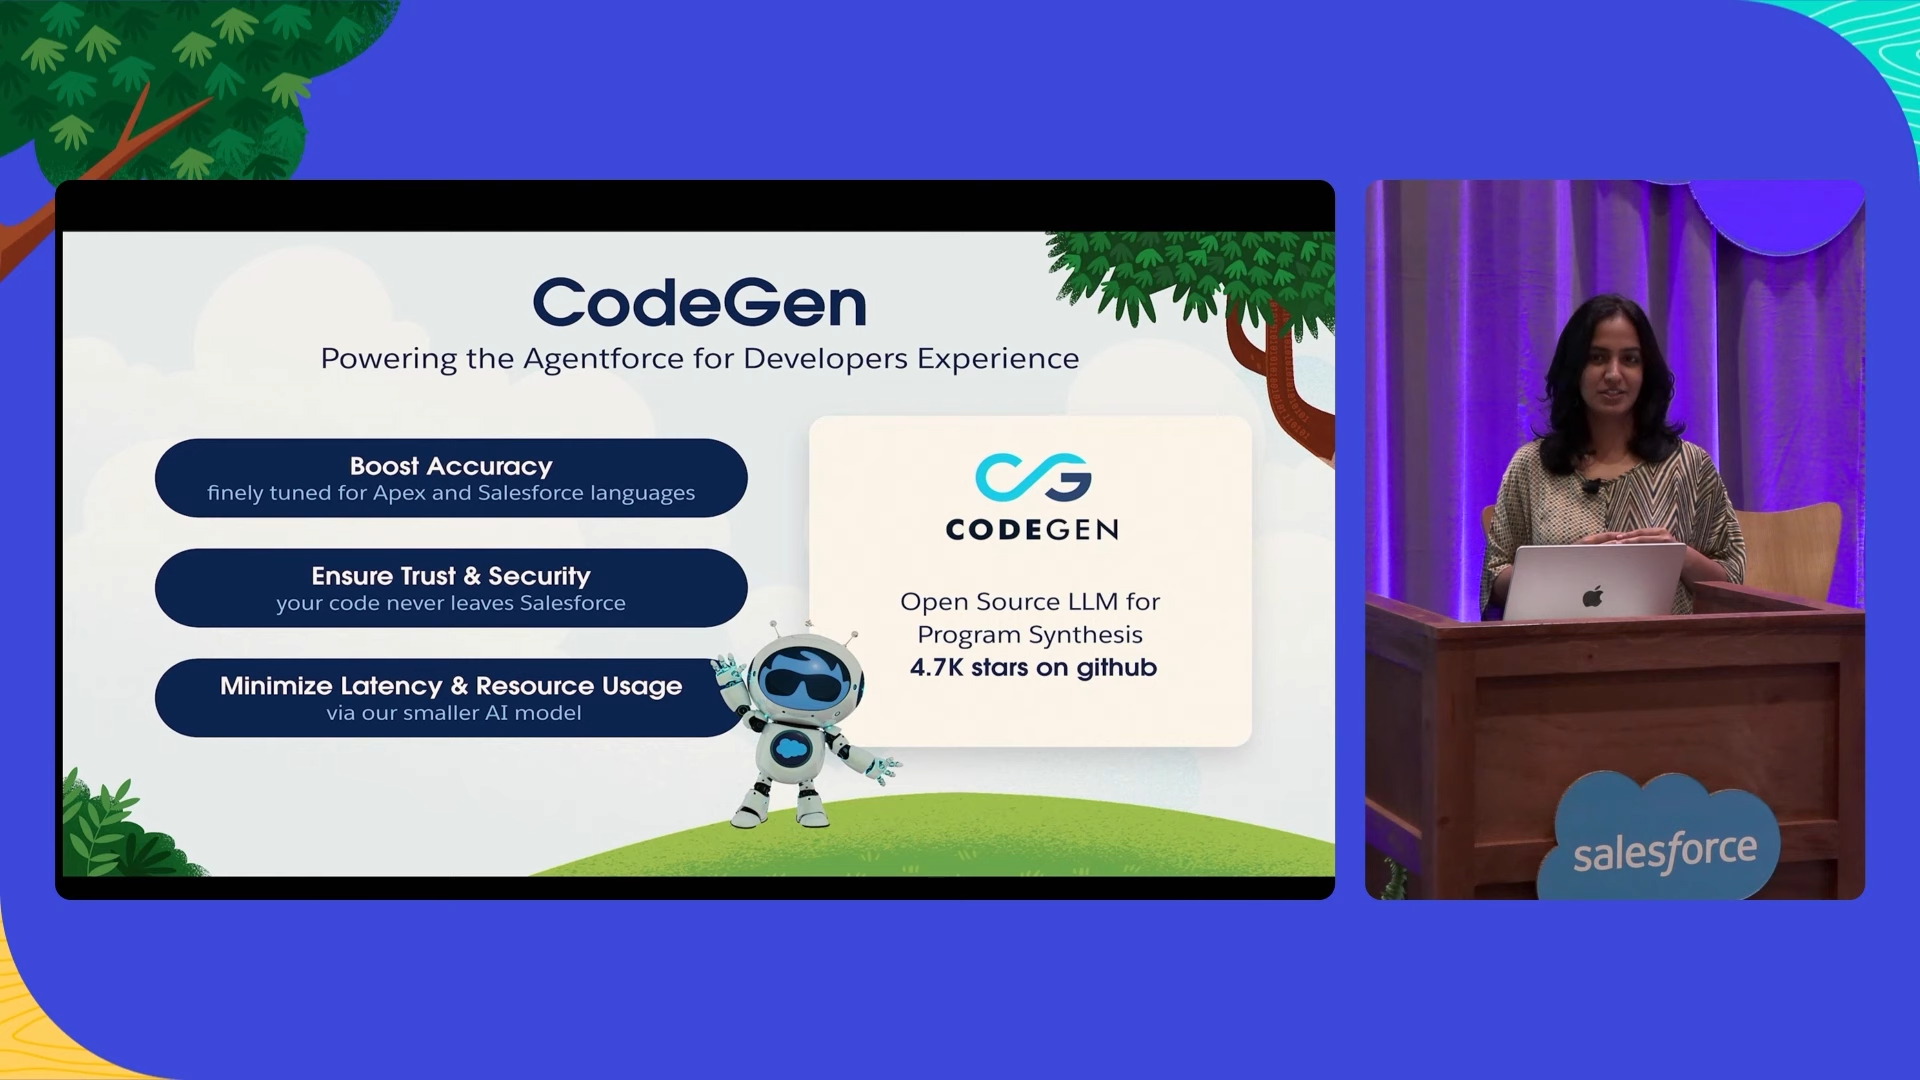 CodeGen
Powering the Agentforce for Developers Experience
Boost Accuracy
finely tuned for Apex and Salesforce languages
Ensure Trust & Security
your code never leaves Salesforce
Minimize Latency & Resource Usage
via our smaller AI model
CODEGEN
Open Source LLM for
Program Synthesis
4.7K stars on github
salesforce